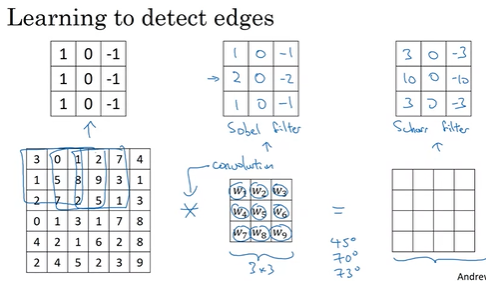 Learning to detect edges
1 0 -1
1 0 -1
1 0 -1
1 0 -1
2 0 -2
1 0 -1
Sobel filter
3 0 -3
10 0 -10
3 0 -3
Scharr filter
convolution
3 0 1 2 7 4
1 5 8 9 3 1
2 7 2 5 1 3
0 1 3 1 7 8
4 2 1 6 2 8
2 4 5 2 3 9
*
w1 w2 w3
w4 w5 w6
w7 w8 w9
3×3
=
45°
70°
73°
Andrew